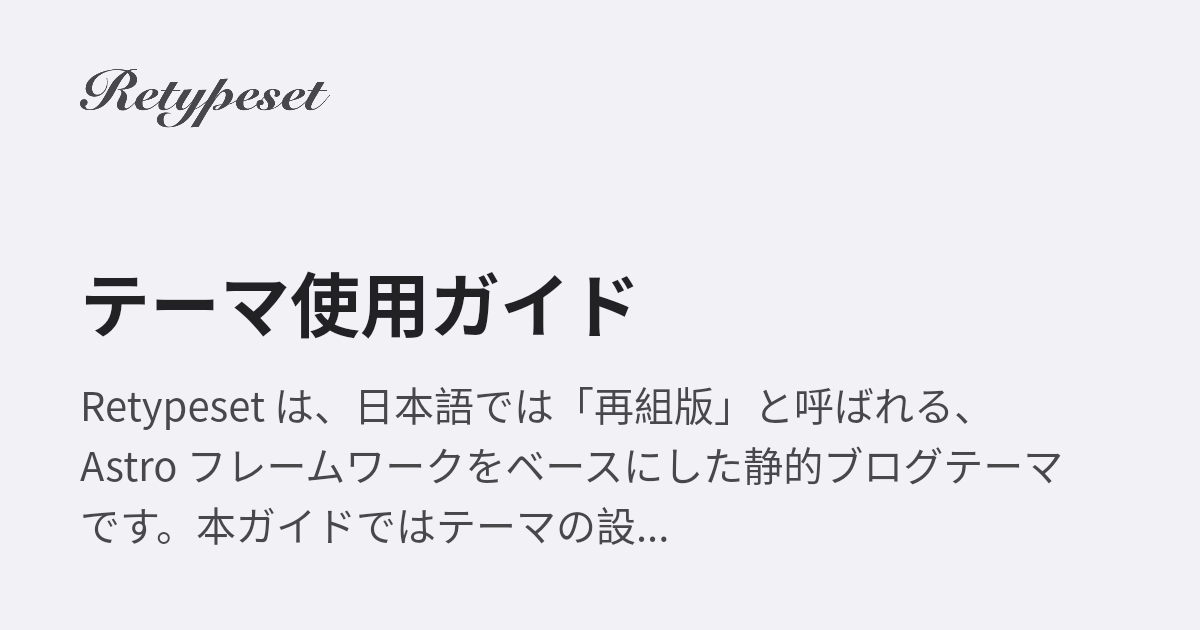 Retypeset
テーマ使用ガイド
Retypeset は、日本語では「再組版」と呼ばれる、
Astro フレームワークをベースにした静的ブログテーマ
です。本ガイドではテーマの設...